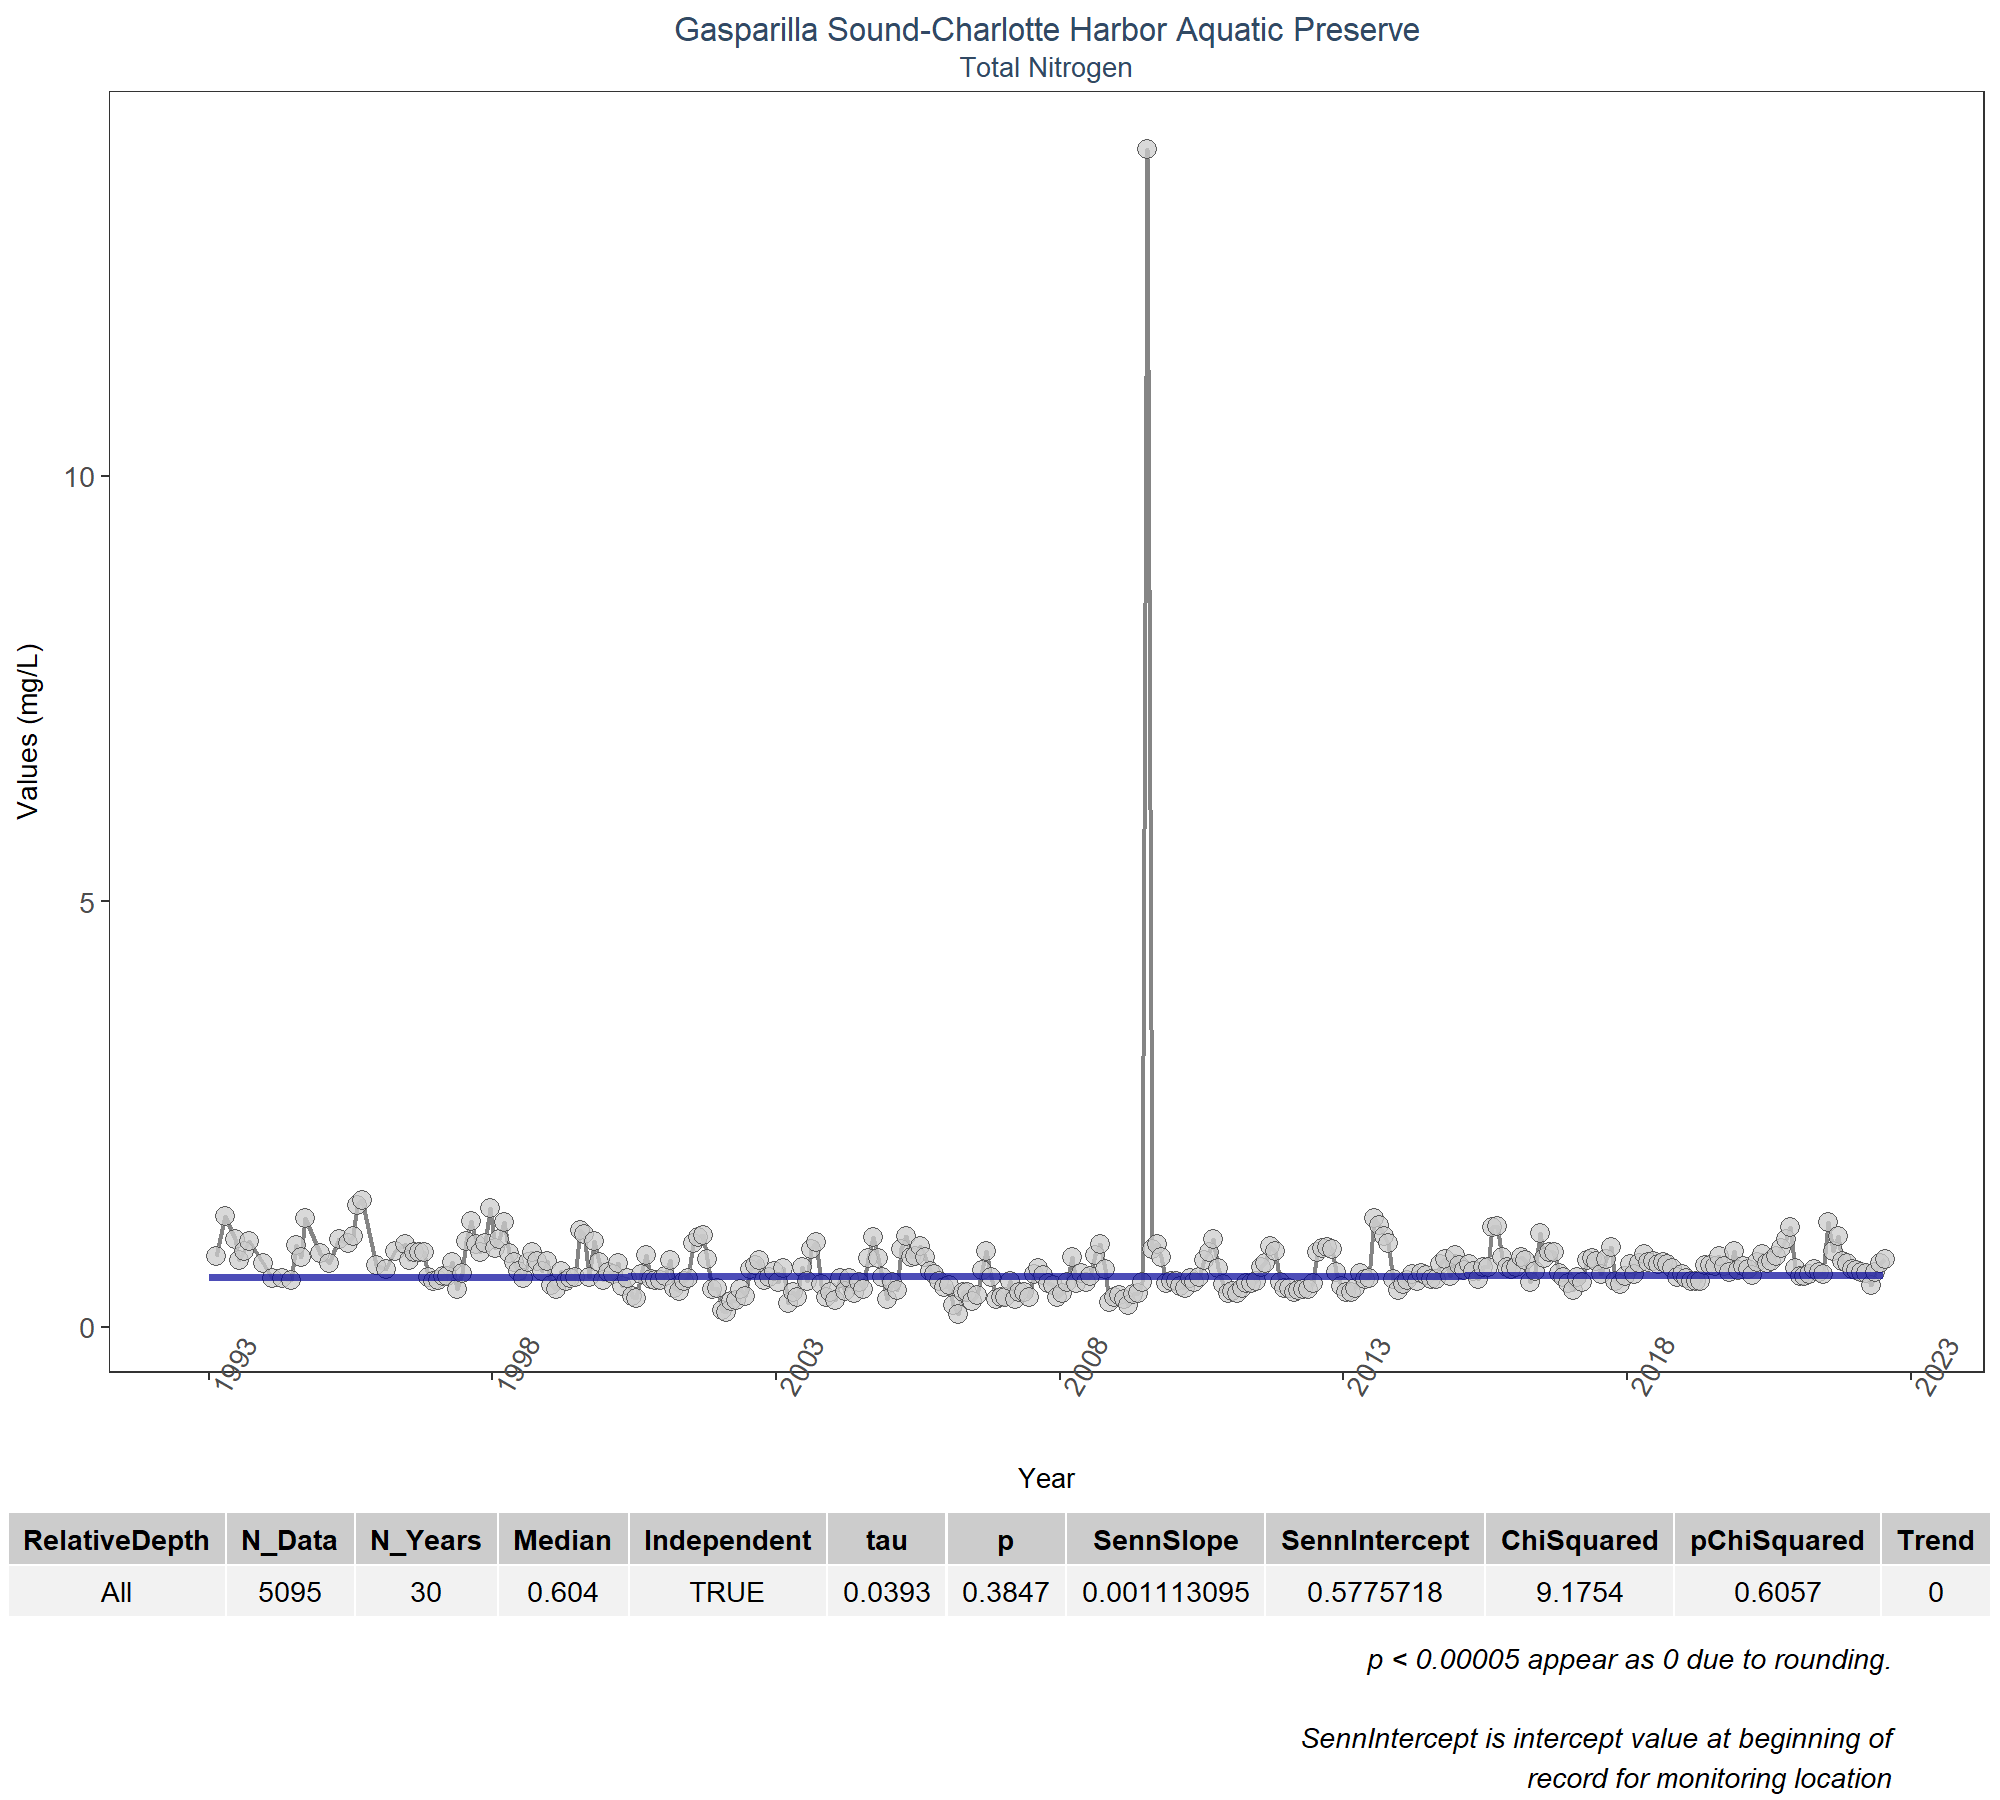 Gasparilla Sound-Charlotte Harbor Aquatic Preserve
Total Nitrogen
Values (mg/L)
10
5
0
1993 1998 2003 2008 2013 2018 2023
Year
RelativeDepth N_Data N_Years Median Independent tau p SennSlope SennIntercept ChiSquared pChiSquared Trend
All 5095 30 0.604 TRUE 0.0393 0.3847 0.001113095 0.5775718 9.1754 0.6057 0
p < 0.00005 appear as 0 due to rounding.
SennIntercept is intercept value at beginning of
record for monitoring location